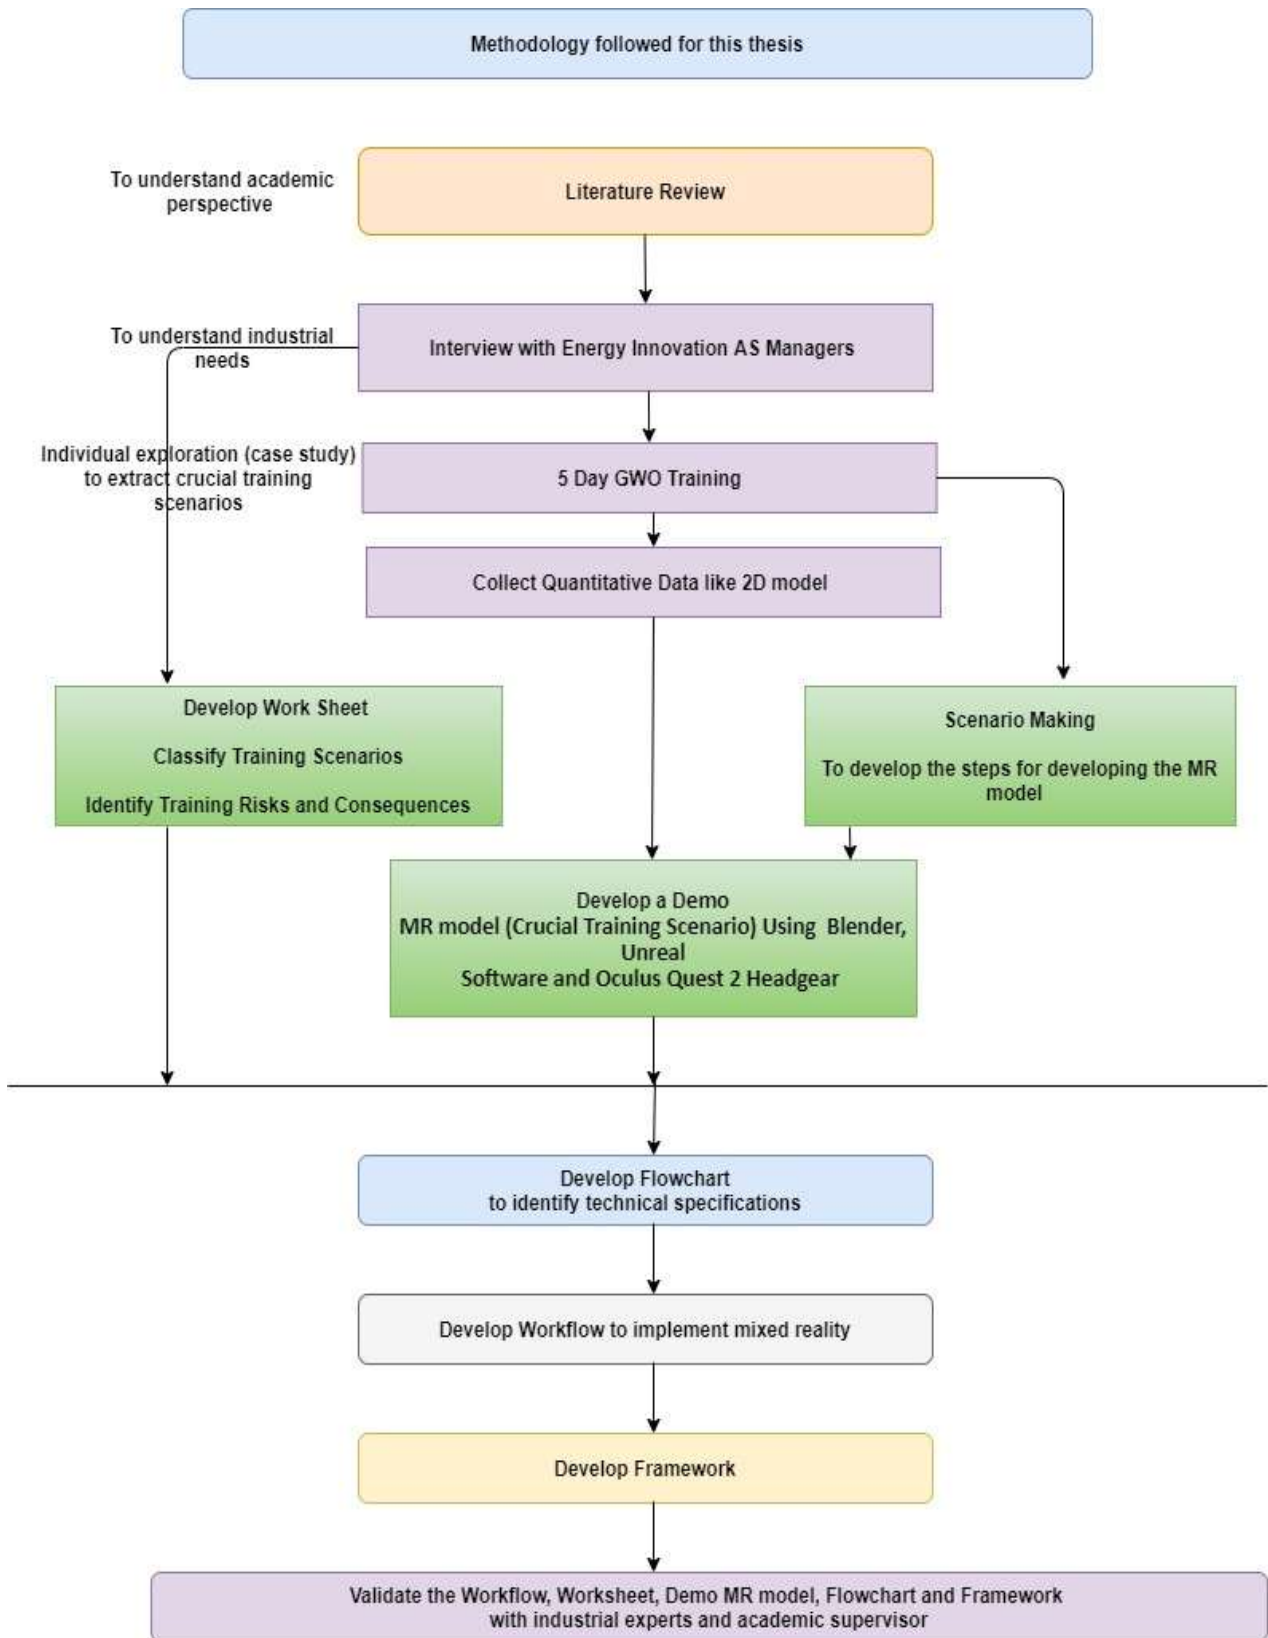 Methodology followed for this thesis
To understand academic
perspective
Literature Review
To understand industrial
needs
Interview with Energy Innovation AS Managers
Individual exploration (case study)
to extract crucial training
scenarios
5 Day GWO Training
Collect Quantitative Data like 2D model
Develop Work Sheet
Classify Training Scenarios
Identify Training Risks and Consequences
Scenario Making
To develop the steps for developing the MR
model
Develop a Demo
MR model (Crucial Training Scenario) Using Blender,
Unreal
Software and Oculus Quest 2 Headgear
Develop Flowchart
to identify technical specifications
Develop Workflow to implement mixed reality
Develop Framework
Validate the Workflow, Worksheet, Demo MR model, Flowchart and Framework
with industrial experts and academic supervisor